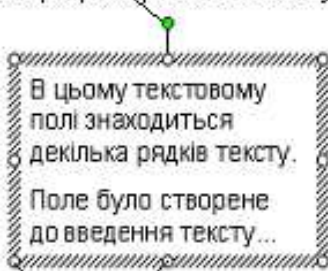 В цьому текстовому
полі знаходиться
декілька рядків тексту.
Поле було створене
до введення тексту...